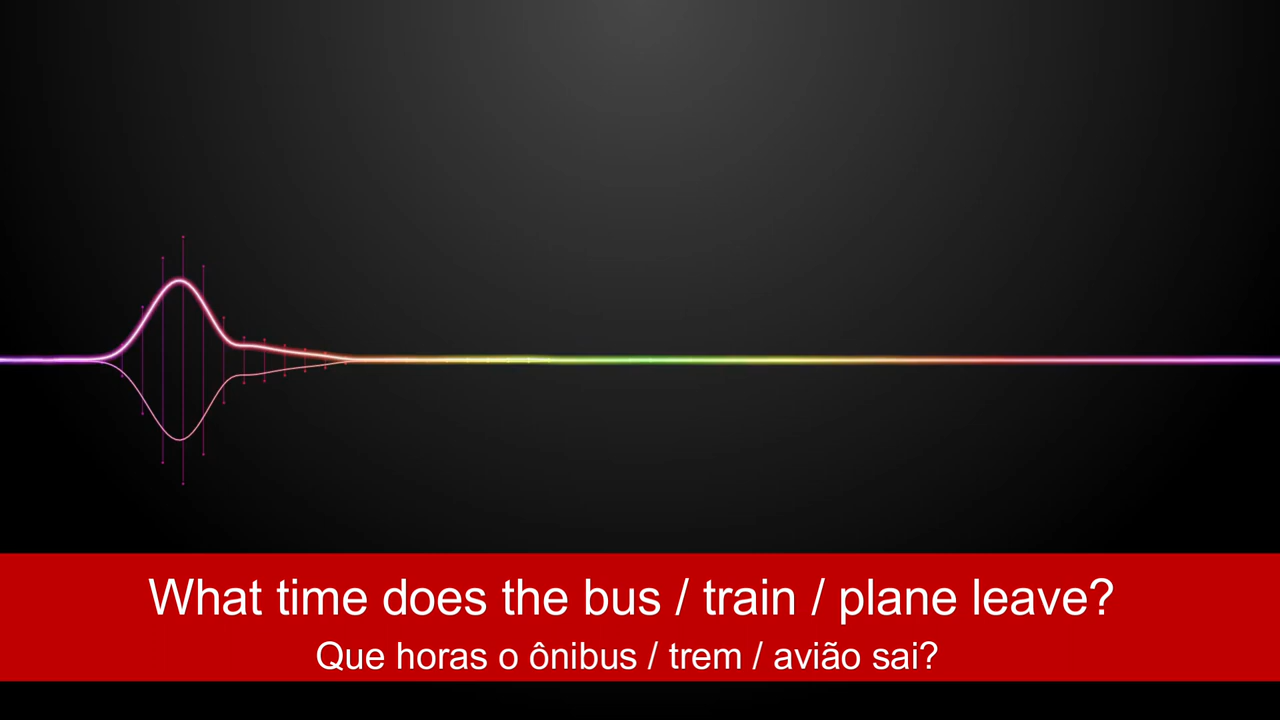 What time does the bus / train / plane leave?
Que horas o ônibus / trem / avião sai?